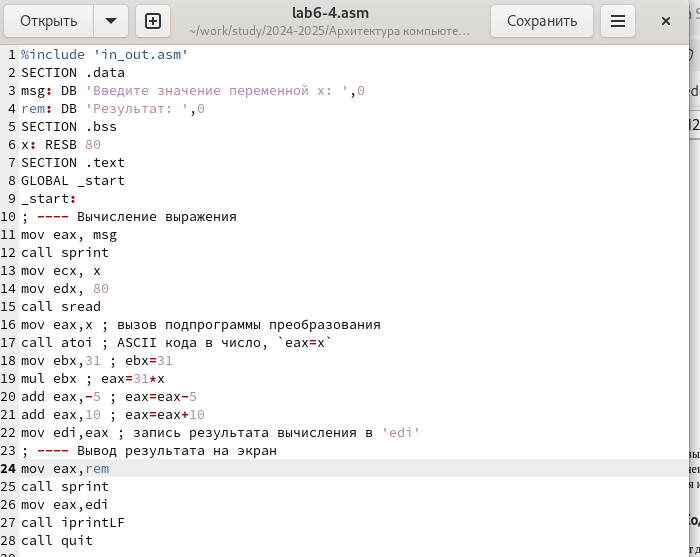 Открыть
lab6-4.asm
~/work/study/2024-2025/Архитектура компьюте…
Сохранить
1 %include 'in_out.asm'
2 SECTION .data
3 msg: DB 'Введите значение переменной x: ',0
4 rem: DB 'Результат: ',0
5 SECTION .bss
6 x: RESB 80
7 SECTION .text
8 GLOBAL _start
9 _start:
10 ; ---- Вычисление выражения
11 mov eax, msg
12 call sprint
13 mov ecx, x
14 mov edx, 80
15 call sread
16 mov eax,x ; вызов подпрограммы преобразования
17 call atoi ; ASCII кода в число, `eax=x`
18 mov ebx,31 ; ebx=31
19 mul ebx ; eax=31*x
20 add eax,-5 ; eax=eax-5
21 add eax,10 ; eax=eax+10
22 mov edi,eax ; запись результата вычисления в 'edi'
23 ; ---- Вывод результата на экран
24 mov eax,rem
25 call sprint
26 mov eax,edi
27 call iprintLF
28 call quit